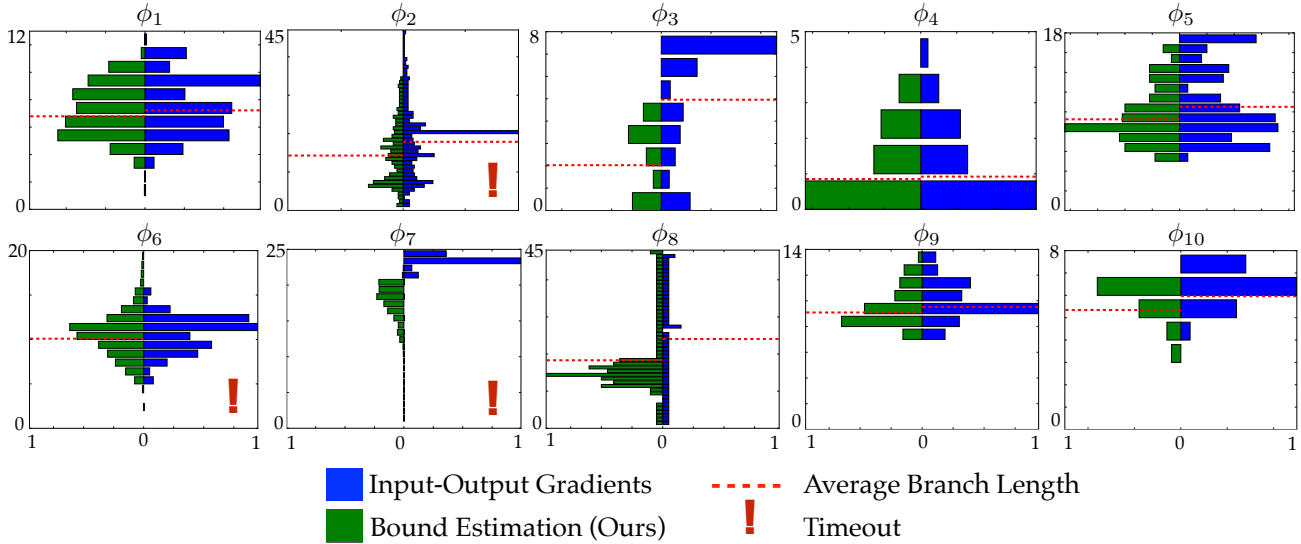 ϕ1 ϕ2 ϕ3 ϕ4 ϕ5
12 45 8 5 18
!
0 0 0 0 0
ϕ6 ϕ7 ϕ8 ϕ9 ϕ10
20 25 45 14 8
! !
0 0 0 0 0
1 0 1 1 0 1 1 0 1 1 0 1 1 0 1
Input-Output Gradients Average Branch Length
Bound Estimation (Ours) ! Timeout